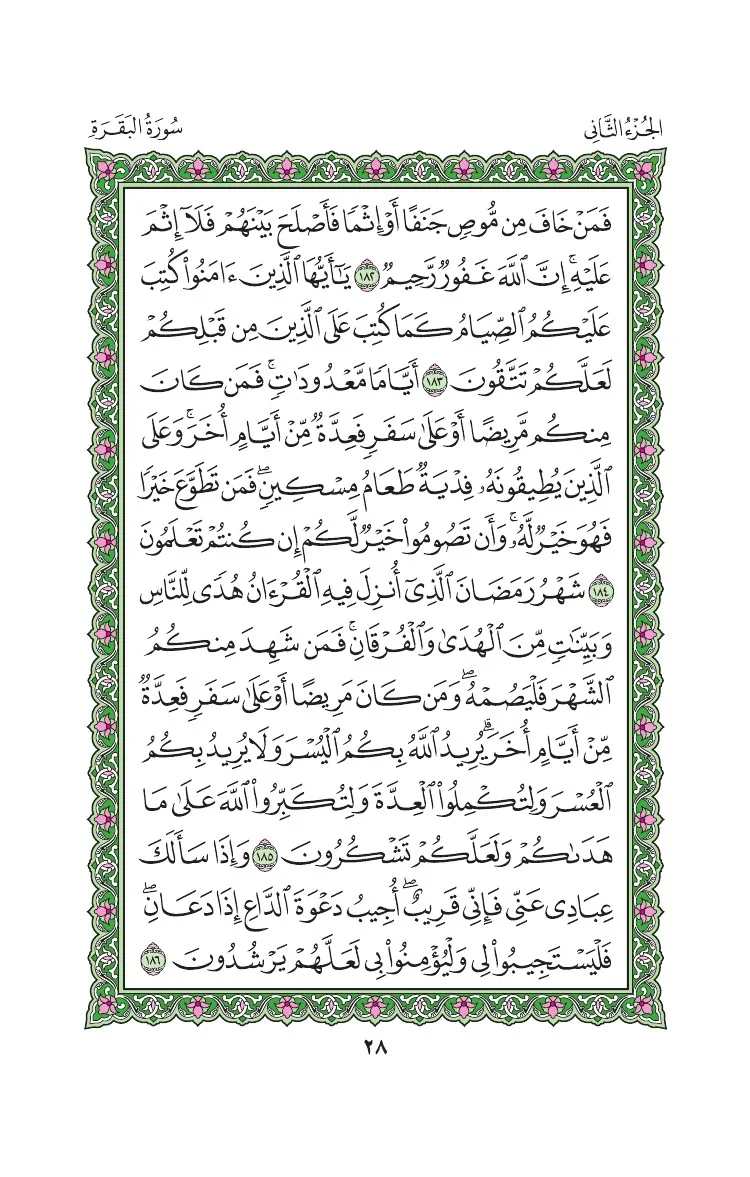 الجُزْءُ الثَّانِي
سُورَةُ البَقَرَةِ
فَمَنْ خَافَ مِن مُّوصٍ جَنَفًا أَوْ إِثْمًا فَأَصْلَحَ بَيْنَهُمْ فَلَآ إِثْمَ
عَلَيْهِۚ إِنَّ ٱللَّهَ غَفُورٌ رَّحِيمٌ ١٨٢ يَـٰٓأَيُّهَا ٱلَّذِينَ ءَامَنُوا۟ كُتِبَ
عَلَيْكُمُ ٱلصِّيَامُ كَمَا كُتِبَ عَلَى ٱلَّذِينَ مِن قَبْلِكُمْ
لَعَلَّكُمْ تَتَّقُونَ ١٨٣ أَيَّامًا مَّعْدُودَٰتٍۚ فَمَن كَانَ
مِنكُم مَّرِيضًا أَوْ عَلَىٰ سَفَرٍ فَعِدَّةٌ مِّنْ أَيَّامٍ أُخَرَۚ وَعَلَى
ٱلَّذِينَ يُطِيقُونَهُۥ فِدْيَةٌ طَعَامُ مِسْكِينٍۖ فَمَن تَطَوَّعَ خَيْرًا
فَهُوَ خَيْرٌ لَّهُۥۚ وَأَن تَصُومُوا۟ خَيْرٌ لَّكُمْ إِن كُنتُمْ تَعْلَمُونَ
١٨٤ شَهْرُ رَمَضَانَ ٱلَّذِىٓ أُنزِلَ فِيهِ ٱلْقُرْءَانُ هُدًى لِّلنَّاسِ
وَبَيِّنَـٰتٍ مِّنَ ٱلْهُدَىٰ وَٱلْفُرْقَانِۚ فَمَن شَهِدَ مِنكُمُ
ٱلشَّهْرَ فَلْيَصُمْهُۖ وَمَن كَانَ مَرِيضًا أَوْ عَلَىٰ سَفَرٍ فَعِدَّةٌ
مِّنْ أَيَّامٍ أُخَرَۗ يُرِيدُ ٱللَّهُ بِكُمُ ٱلْيُسْرَ وَلَا يُرِيدُ بِكُمُ
ٱلْعُسْرَ وَلِتُكْمِلُوا۟ ٱلْعِدَّةَ وَلِتُكَبِّرُوا۟ ٱللَّهَ عَلَىٰ مَا
هَدَىٰكُمْ وَلَعَلَّكُمْ تَشْكُرُونَ ١٨٥ وَإِذَا سَأَلَكَ
عِبَادِى عَنِّى فَإِنِّى قَرِيبٌۖ أُجِيبُ دَعْوَةَ ٱلدَّاعِ إِذَا دَعَانِۖ
فَلْيَسْتَجِيبُوا۟ لِى وَلْيُؤْمِنُوا۟ بِى لَعَلَّهُمْ يَرْشُدُونَ ١٨٦
٢٨